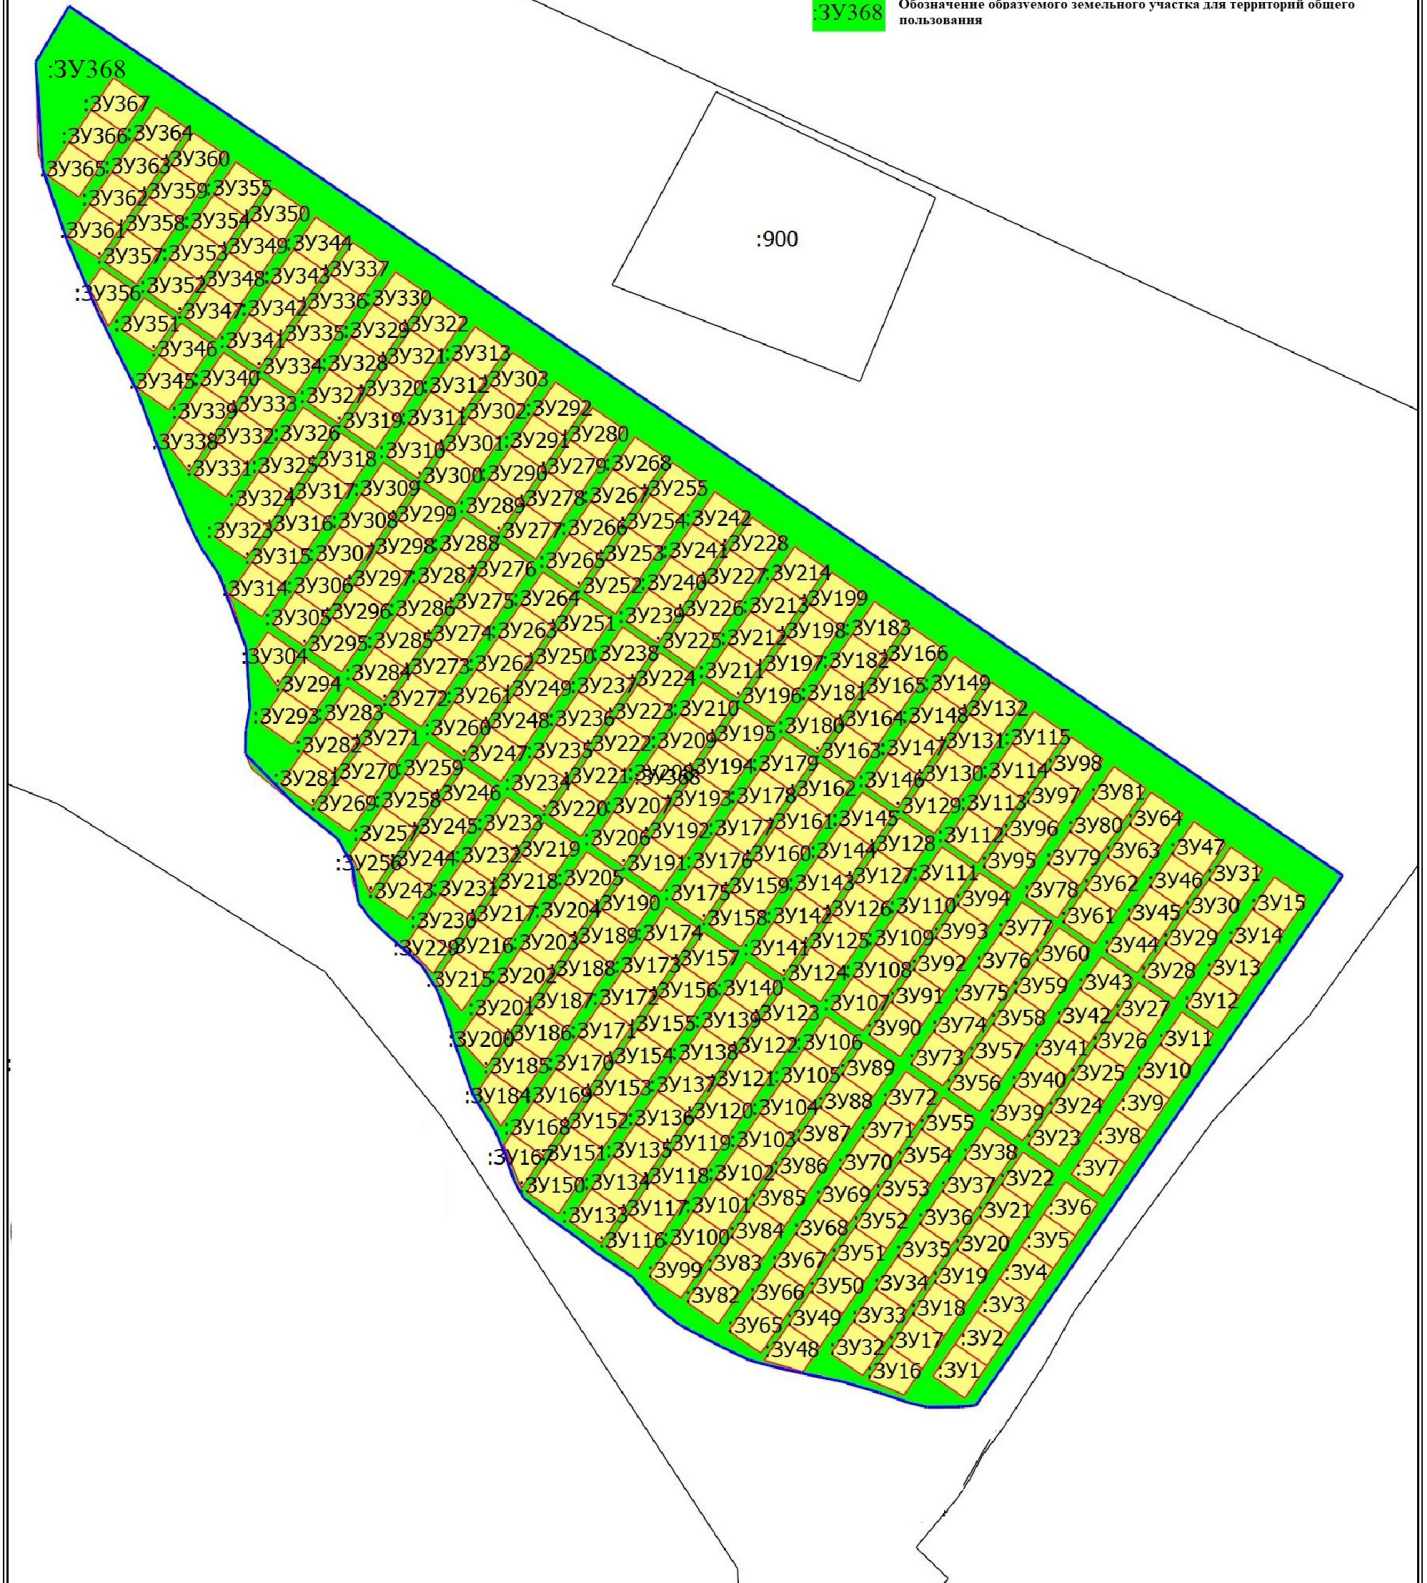 :ЗУ368 Обозначение образуемого земельного участка для территорий общего
пользования
:ЗУ368
:900
:ЗУ367
:ЗУ366
:ЗУ365
:ЗУ364
:ЗУ363
:ЗУ362
:ЗУ361
:ЗУ360
:ЗУ359
:ЗУ358
:ЗУ357
:ЗУ356
:ЗУ355
:ЗУ354
:ЗУ353
:ЗУ352
:ЗУ351
:ЗУ350
:ЗУ349
:ЗУ348
:ЗУ347
:ЗУ346
:ЗУ345
:ЗУ344
:ЗУ343
:ЗУ342
:ЗУ341
:ЗУ340
:ЗУ339
:ЗУ338
:ЗУ337
:ЗУ336
:ЗУ335
:ЗУ334
:ЗУ333
:ЗУ332
:ЗУ331
:ЗУ330
:ЗУ329
:ЗУ328
:ЗУ327
:ЗУ326
:ЗУ325
:ЗУ324
:ЗУ323
:ЗУ322
:ЗУ321
:ЗУ320
:ЗУ319
:ЗУ318
:ЗУ317
:ЗУ316
:ЗУ315
:ЗУ314
:ЗУ313
:ЗУ312
:ЗУ311
:ЗУ310
:ЗУ309
:ЗУ308
:ЗУ307
:ЗУ306
:ЗУ305
:ЗУ304
:ЗУ303
:ЗУ302
:ЗУ301
:ЗУ300
:ЗУ299
:ЗУ298
:ЗУ297
:ЗУ296
:ЗУ295
:ЗУ294
:ЗУ293
:ЗУ292
:ЗУ291
:ЗУ290
:ЗУ289
:ЗУ288
:ЗУ287
:ЗУ286
:ЗУ285
:ЗУ284
:ЗУ283
:ЗУ282
:ЗУ281
:ЗУ280
:ЗУ279
:ЗУ278
:ЗУ277
:ЗУ276
:ЗУ275
:ЗУ274
:ЗУ273
:ЗУ272
:ЗУ271
:ЗУ270
:ЗУ269
:ЗУ268
:ЗУ267
:ЗУ266
:ЗУ265
:ЗУ264
:ЗУ263
:ЗУ262
:ЗУ261
:ЗУ260
:ЗУ259
:ЗУ258
:ЗУ257
:ЗУ256
:ЗУ255
:ЗУ254
:ЗУ253
:ЗУ252
:ЗУ251
:ЗУ250
:ЗУ249
:ЗУ248
:ЗУ247
:ЗУ246
:ЗУ245
:ЗУ244
:ЗУ243
:ЗУ242
:ЗУ241
:ЗУ240
:ЗУ239
:ЗУ238
:ЗУ237
:ЗУ236
:ЗУ235
:ЗУ234
:ЗУ233
:ЗУ232
:ЗУ231
:ЗУ230
:ЗУ229
:ЗУ228
:ЗУ227
:ЗУ226
:ЗУ225
:ЗУ224
:ЗУ223
:ЗУ222
:ЗУ221
:ЗУ220
:ЗУ219
:ЗУ218
:ЗУ217
:ЗУ216
:ЗУ215
:ЗУ214
:ЗУ213
:ЗУ212
:ЗУ211
:ЗУ210
:ЗУ209
:ЗУ368
:ЗУ207
:ЗУ206
:ЗУ205
:ЗУ204
:ЗУ203
:ЗУ202
:ЗУ201
:ЗУ200
:ЗУ199
:ЗУ198
:ЗУ197
:ЗУ196
:ЗУ195
:ЗУ194
:ЗУ193
:ЗУ192
:ЗУ191
:ЗУ190
:ЗУ189
:ЗУ188
:ЗУ187
:ЗУ186
:ЗУ185
:ЗУ184
:ЗУ183
:ЗУ182
:ЗУ181
:ЗУ180
:ЗУ179
:ЗУ178
:ЗУ177
:ЗУ176
:ЗУ175
:ЗУ174
:ЗУ173
:ЗУ172
:ЗУ171
:ЗУ170
:ЗУ169
:ЗУ168
:ЗУ167
:ЗУ166
:ЗУ165
:ЗУ164
:ЗУ163
:ЗУ162
:ЗУ161
:ЗУ160
:ЗУ159
:ЗУ158
:ЗУ157
:ЗУ156
:ЗУ155
:ЗУ154
:ЗУ153
:ЗУ152
:ЗУ151
:ЗУ150
:ЗУ149
:ЗУ148
:ЗУ147
:ЗУ146
:ЗУ145
:ЗУ144
:ЗУ143
:ЗУ142
:ЗУ141
:ЗУ140
:ЗУ139
:ЗУ138
:ЗУ137
:ЗУ136
:ЗУ135
:ЗУ134
:ЗУ133
:ЗУ132
:ЗУ131
:ЗУ130
:ЗУ129
:ЗУ128
:ЗУ127
:ЗУ126
:ЗУ125
:ЗУ124
:ЗУ123
:ЗУ122
:ЗУ121
:ЗУ120
:ЗУ119
:ЗУ118
:ЗУ117
:ЗУ116
:ЗУ115
:ЗУ114
:ЗУ113
:ЗУ112
:ЗУ111
:ЗУ110
:ЗУ109
:ЗУ108
:ЗУ107
:ЗУ106
:ЗУ105
:ЗУ104
:ЗУ103
:ЗУ102
:ЗУ101
:ЗУ100
:ЗУ99
:ЗУ98
:ЗУ97
:ЗУ96
:ЗУ95
:ЗУ94
:ЗУ93
:ЗУ92
:ЗУ91
:ЗУ90
:ЗУ89
:ЗУ88
:ЗУ87
:ЗУ86
:ЗУ85
:ЗУ84
:ЗУ83
:ЗУ82
:ЗУ81
:ЗУ80
:ЗУ79
:ЗУ78
:ЗУ77
:ЗУ76
:ЗУ75
:ЗУ74
:ЗУ73
:ЗУ72
:ЗУ71
:ЗУ70
:ЗУ69
:ЗУ68
:ЗУ67
:ЗУ66
:ЗУ65
:ЗУ64
:ЗУ63
:ЗУ62
:ЗУ61
:ЗУ60
:ЗУ59
:ЗУ58
:ЗУ57
:ЗУ56
:ЗУ55
:ЗУ54
:ЗУ53
:ЗУ52
:ЗУ51
:ЗУ50
:ЗУ49
:ЗУ48
:ЗУ47
:ЗУ46
:ЗУ45
:ЗУ44
:ЗУ43
:ЗУ42
:ЗУ41
:ЗУ40
:ЗУ39
:ЗУ38
:ЗУ37
:ЗУ36
:ЗУ35
:ЗУ34
:ЗУ33
:ЗУ32
:ЗУ31
:ЗУ30
:ЗУ29
:ЗУ28
:ЗУ27
:ЗУ26
:ЗУ25
:ЗУ24
:ЗУ23
:ЗУ22
:ЗУ21
:ЗУ20
:ЗУ19
:ЗУ18
:ЗУ17
:ЗУ16
:ЗУ15
:ЗУ14
:ЗУ13
:ЗУ12
:ЗУ11
:ЗУ10
:ЗУ9
:ЗУ8
:ЗУ7
:ЗУ6
:ЗУ5
:ЗУ4
:ЗУ3
:ЗУ2
:ЗУ1